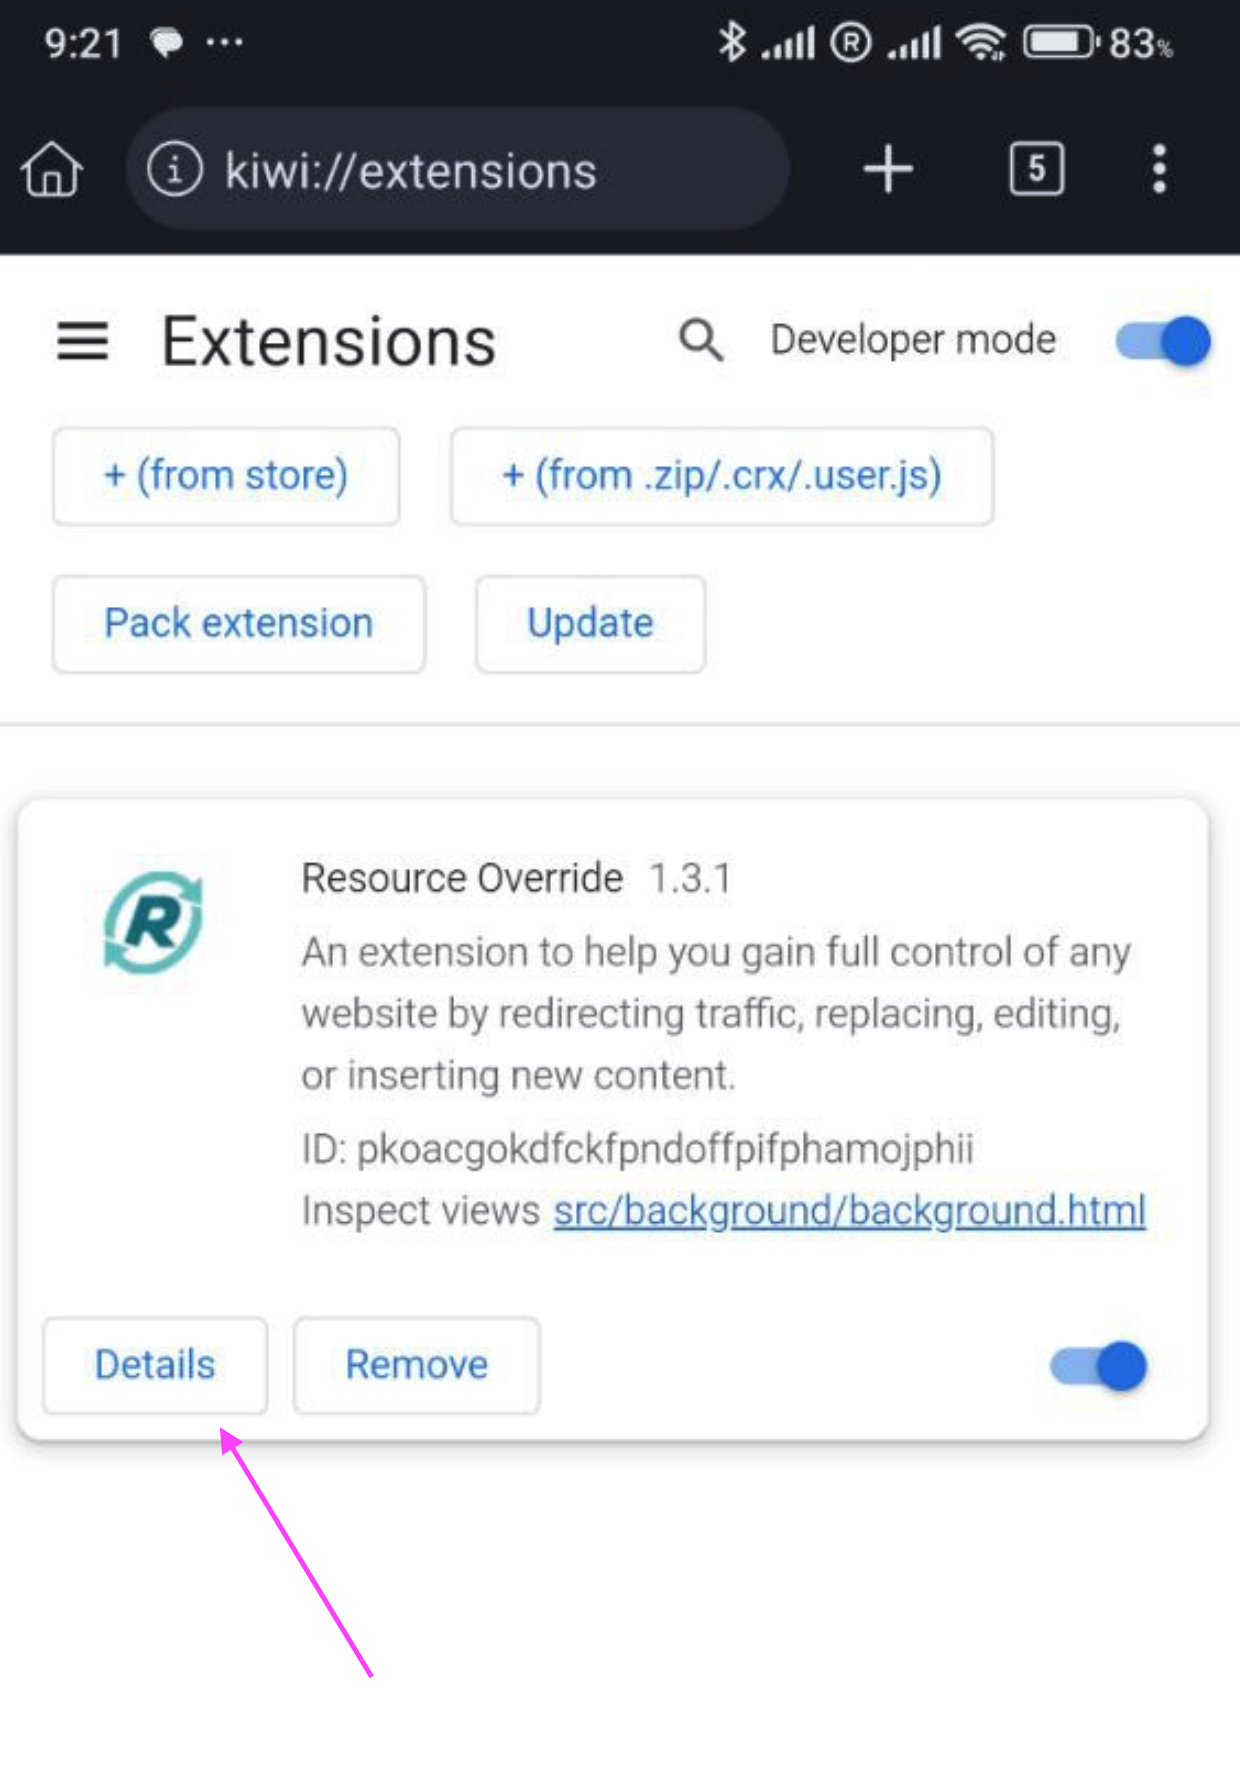 9:21 ... ® 83%
kiwi://extensions 5
Extensions Developer mode
+ (from store) + (from .zip/.crx/.user.js)
Pack extension Update
R Resource Override 1.3.1
An extension to help you gain full control of any
website by redirecting traffic, replacing, editing,
or inserting new content.
ID: pkoacgokdfckfpndoffpifphamojphii
Inspect views src/background/background.html
Details Remove